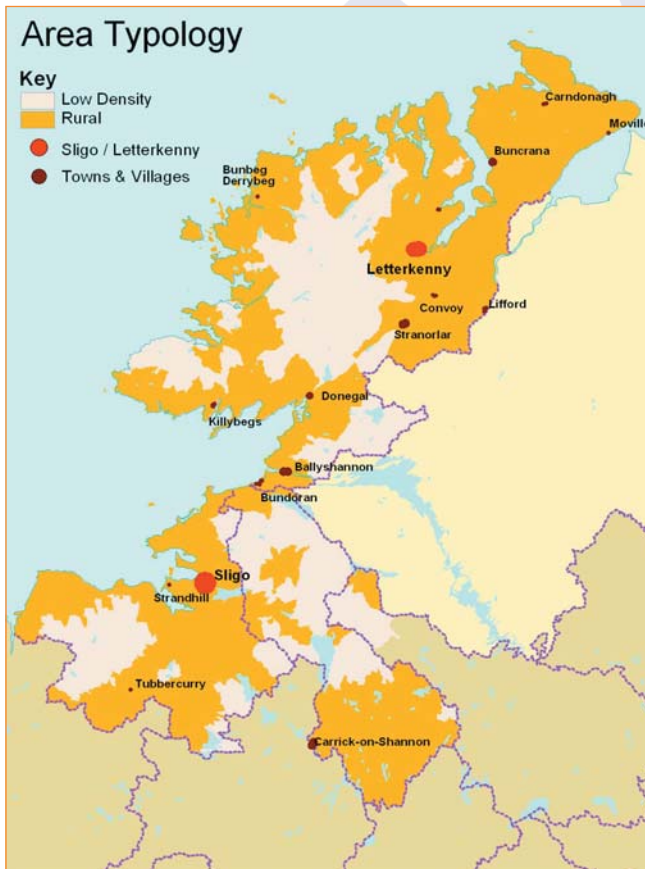 Area Typology
Key
Low Density
Rural
Sligo / Letterkenny
Towns & Villages
Carndonagh
Moville
Buncrana
Bunbeg
Derrybeg
Letterkenny
Convoy
Lifford
Stranorlar
Donegal
Killybegs
Ballyshannon
Bundoran
Sligo
Strandhill
Tubbercurry
Carrick-on-Shannon